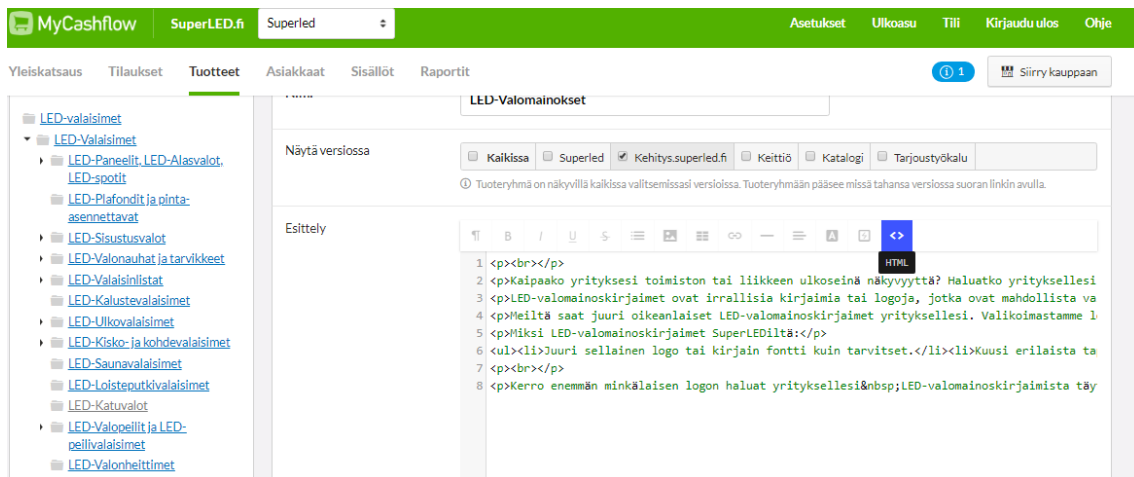 MyCashflow SuperLED.fi Superled Asetukset Ulkoasu Tili Kirjaudu ulos Ohje
Yleiskatsaus Tilaukset Tuotteet Asiakkaat Sisällöt Raportit 1 Siirry kauppaan
LED-valaisimet
LED-Valaisimet
LED-Paneelit, LED-Alasvalot,
LED-spotit
LED-Plafondit ja pinta-
asennettavat
LED-Sisustusvalot
LED-Valonauhat ja tarvikkeet
LED-Valaisinlistat
LED-Kalustevalaisimet
LED-Ulkovalaisimet
LED-Kisko- ja kohdevalaisimet
LED-Saunavalaisimet
LED-Loisteputkivalaisimet
LED-Katuvalot
LED-Valopeilit ja LED-
peilivalaisimet
LED-Valonheittimet
LED-Valomainokset
Näytä versiossa
Kaikissa Superled Kehitys.superled.fi Keittiö Katalogi Tarjoustyökalu
Tuoteryhmä on näkyvillä kaikissa valitsemissasi versioissa. Tuoteryhmään pääsee missä tahansa versiossa suoran linkin avulla.
Esittely
¶ B I U S A <>
HTML
1 <p><br></p>
2 <p>Kaipaako yrityksesi toimiston tai liikkeen ulkoseinä näkyvyyttä? Haluatko yrityksellesi
3 <p>LED-valomainoskirjaimet ovat irrallisia kirjaimia tai logoja, jotka ovat mahdollista va
4 <p>Meiltä saat juuri oikeanlaiset LED-valomainoskirjaimet yrityksellesi. Valikoimastamme l
5 <p>Miksi LED-valomainoskirjaimet SuperLEDiltä:</p>
6 <ul><li>Juuri sellainen logo tai kirjain fontti kuin tarvitset.</li><li>Kuusi erilaista ta
7 <p><br></p>
8 <p>Kerro enemmän minkälaisen logon haluat yrityksellesi&nbsp;LED-valomainoskirjaimista täy